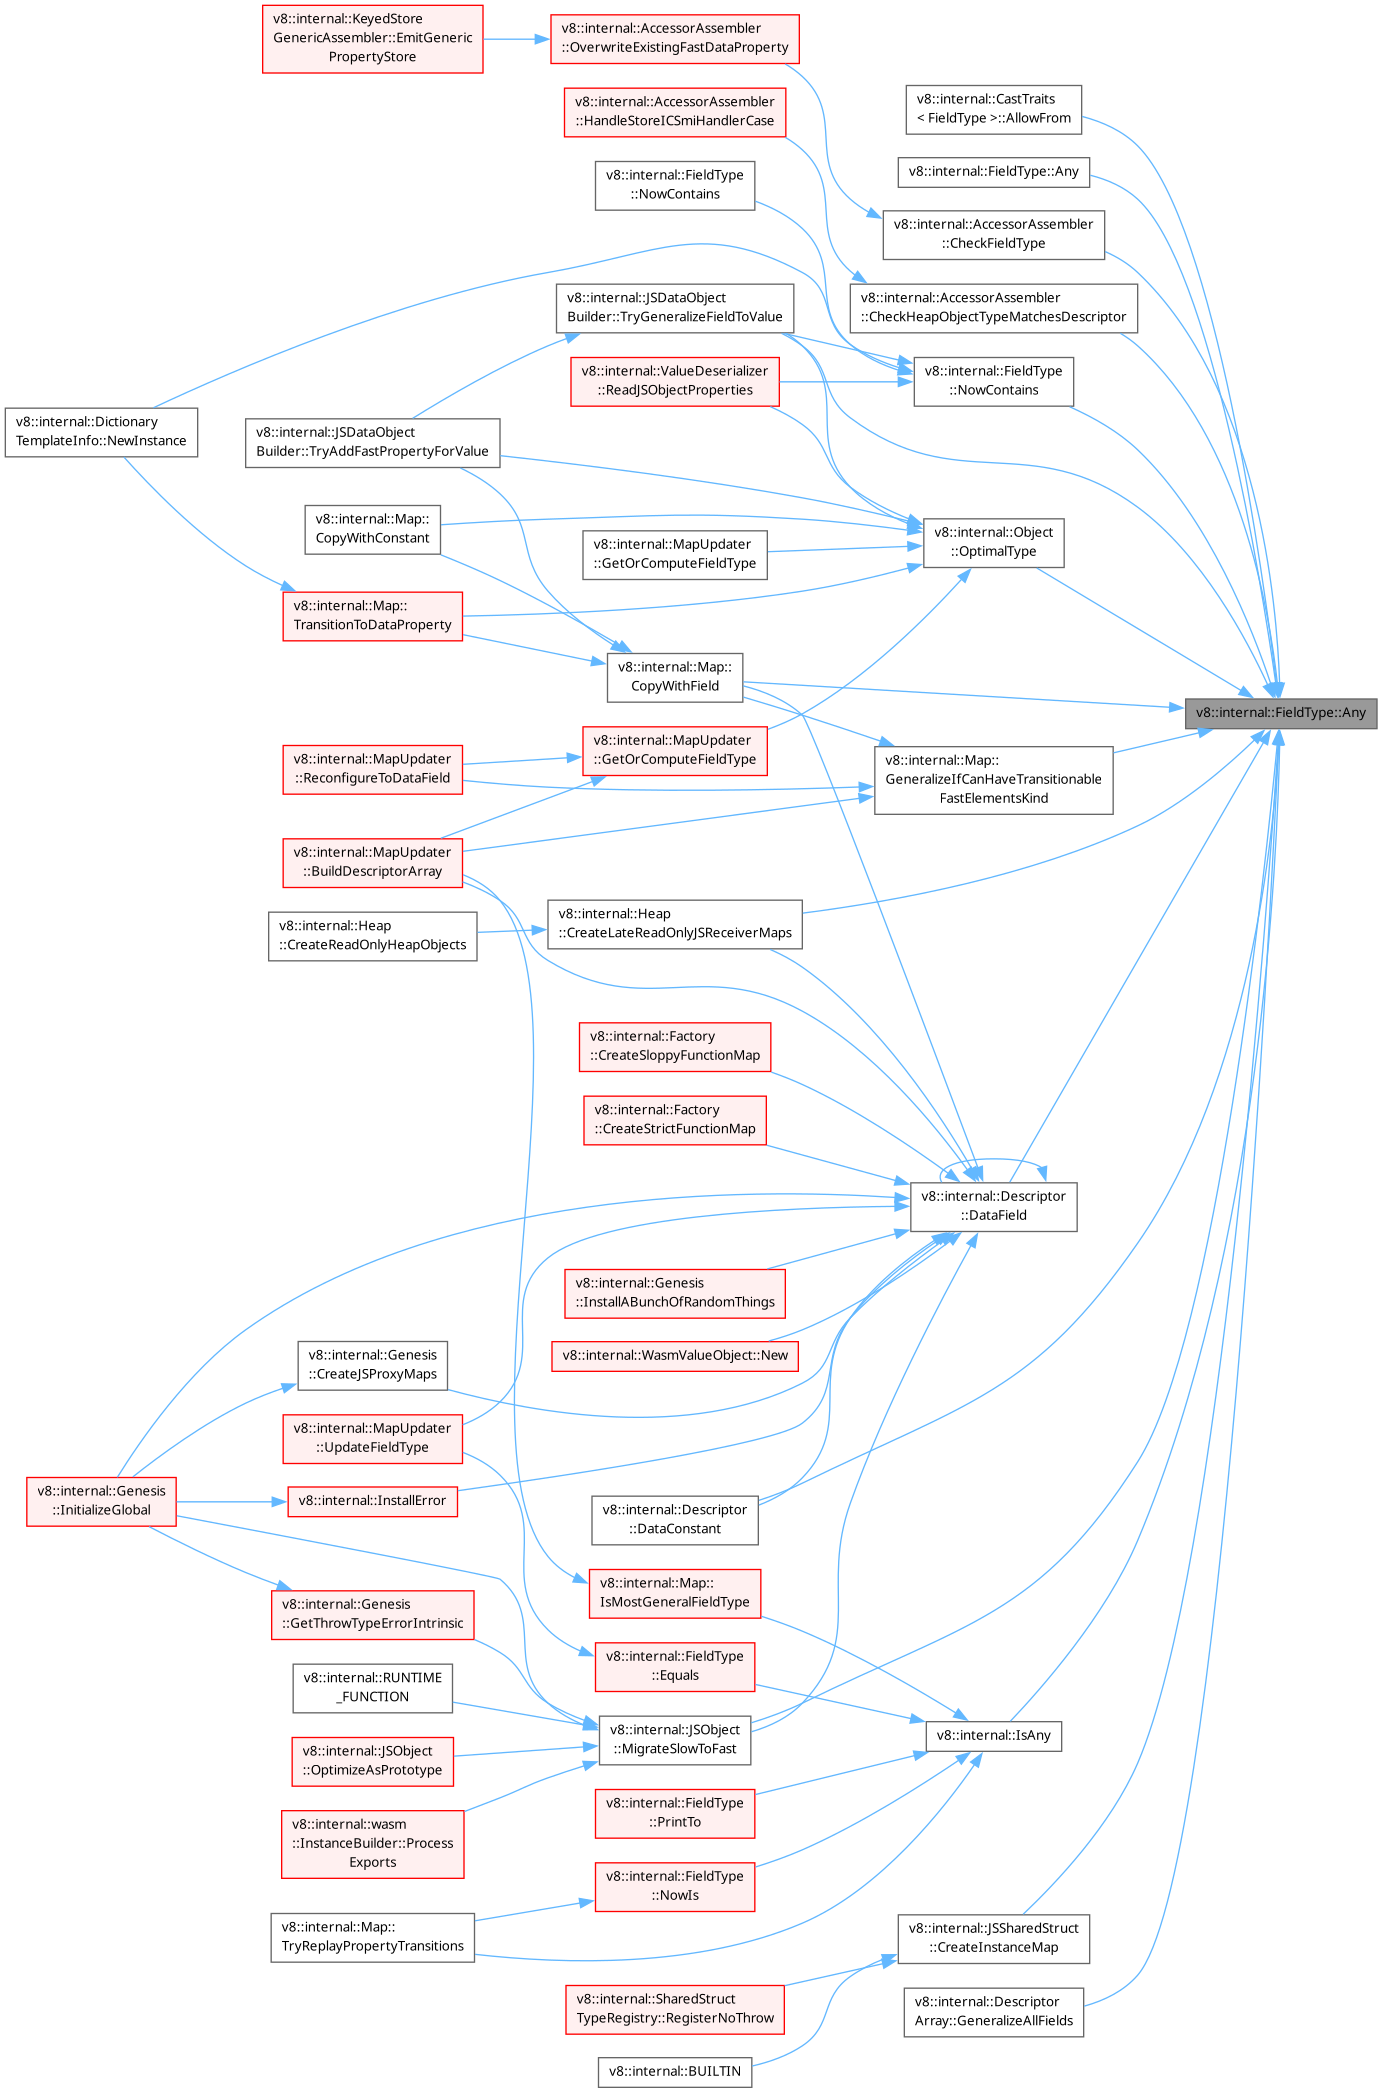 v8::internal::KeyedStore
GenericAssembler::EmitGeneric
PropertyStore
v8::internal::AccessorAssembler
::OverwriteExistingFastDataProperty
v8::internal::AccessorAssembler
::HandleStoreICSmiHandlerCase
v8::internal::CastTraits
< FieldType >::AllowFrom
v8::internal::FieldType::Any
v8::internal::FieldType
::NowContains
v8::internal::AccessorAssembler
::CheckFieldType
v8::internal::AccessorAssembler
::CheckHeapObjectTypeMatchesDescriptor
v8::internal::JSDataObject
Builder::TryGeneralizeFieldToValue
v8::internal::ValueDeserializer
::ReadJSObjectProperties
v8::internal::FieldType
::NowContains
v8::internal::Dictionary
TemplateInfo::NewInstance
v8::internal::JSDataObject
Builder::TryAddFastPropertyForValue
v8::internal::Map::
CopyWithConstant
v8::internal::MapUpdater
::GetOrComputeFieldType
v8::internal::Object
::OptimalType
v8::internal::Map::
TransitionToDataProperty
v8::internal::Map::
CopyWithField
v8::internal::FieldType::Any
v8::internal::MapUpdater
::ReconfigureToDataField
v8::internal::MapUpdater
::GetOrComputeFieldType
v8::internal::Map::
GeneralizeIfCanHaveTransitionable
FastElementsKind
v8::internal::MapUpdater
::BuildDescriptorArray
v8::internal::Heap
::CreateReadOnlyHeapObjects
v8::internal::Heap
::CreateLateReadOnlyJSReceiverMaps
v8::internal::Factory
::CreateSloppyFunctionMap
v8::internal::Factory
::CreateStrictFunctionMap
v8::internal::Descriptor
::DataField
v8::internal::Genesis
::InstallABunchOfRandomThings
v8::internal::WasmValueObject::New
v8::internal::Genesis
::CreateJSProxyMaps
v8::internal::MapUpdater
::UpdateFieldType
v8::internal::Genesis
::InitializeGlobal
v8::internal::InstallError
v8::internal::Descriptor
::DataConstant
v8::internal::Map::
IsMostGeneralFieldType
v8::internal::Genesis
::GetThrowTypeErrorIntrinsic
v8::internal::FieldType
::Equals
v8::internal::RUNTIME
_FUNCTION
v8::internal::JSObject
::MigrateSlowToFast
v8::internal::IsAny
v8::internal::JSObject
::OptimizeAsPrototype
v8::internal::FieldType
::PrintTo
v8::internal::wasm
::InstanceBuilder::Process
Exports
v8::internal::FieldType
::NowIs
v8::internal::Map::
TryReplayPropertyTransitions
v8::internal::JSSharedStruct
::CreateInstanceMap
v8::internal::SharedStruct
TypeRegistry::RegisterNoThrow
v8::internal::Descriptor
Array::GeneralizeAllFields
v8::internal::BUILTIN